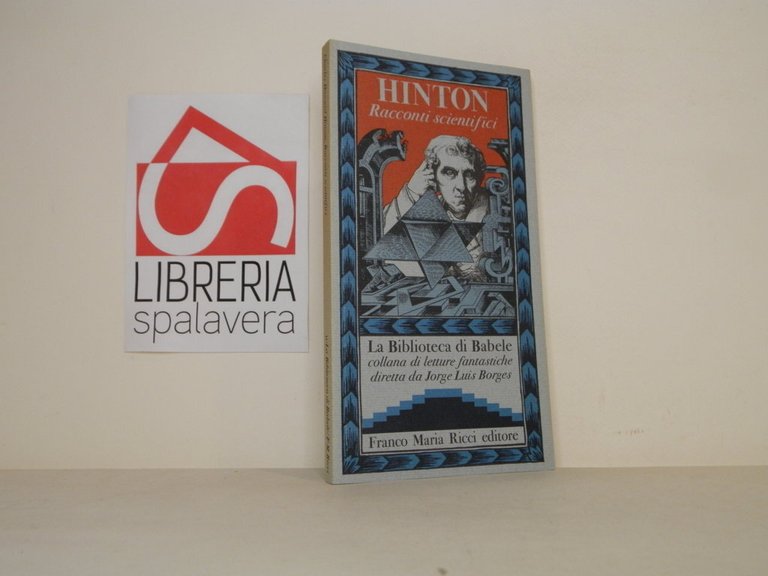 LIBRERIA
spalavera
HINTON
Racconti scientifici
La Biblioteca di Babele
collana di letture fantastiche
diretta da Jorge Luis Borges
Franco Maria Ricci editore